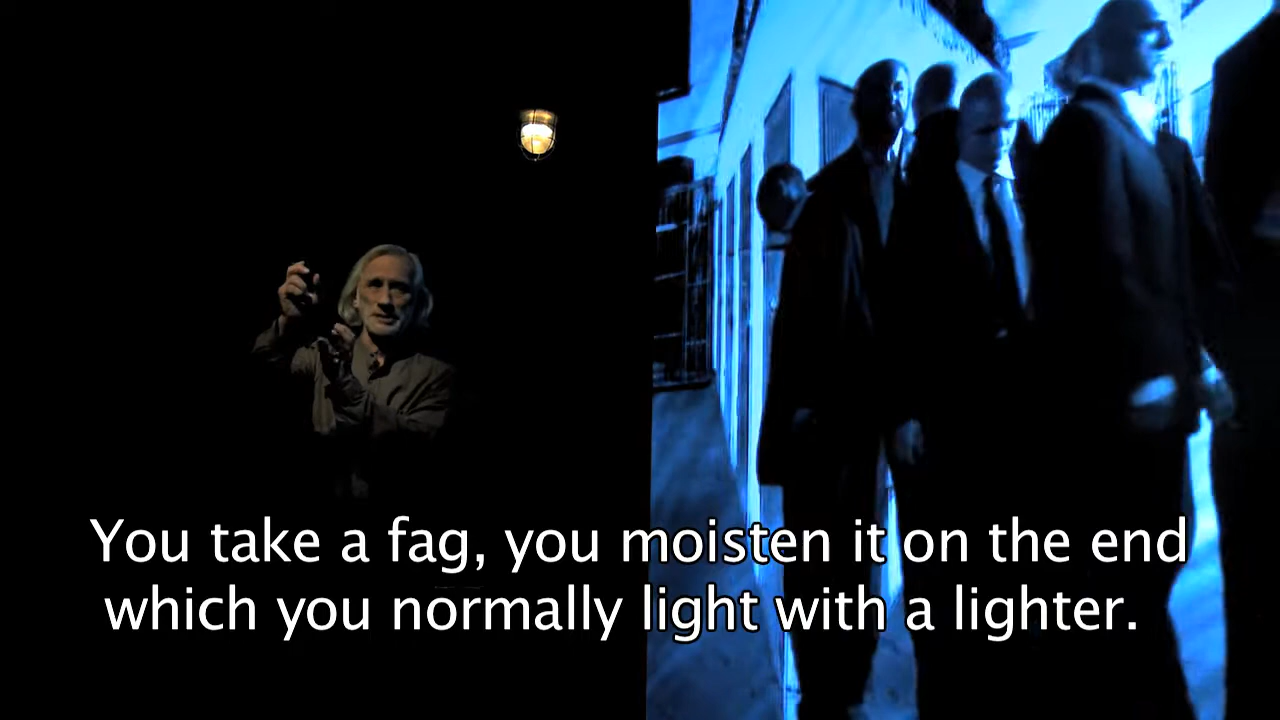 You take a fag, you moisten it on the end
which you normally light with a lighter.